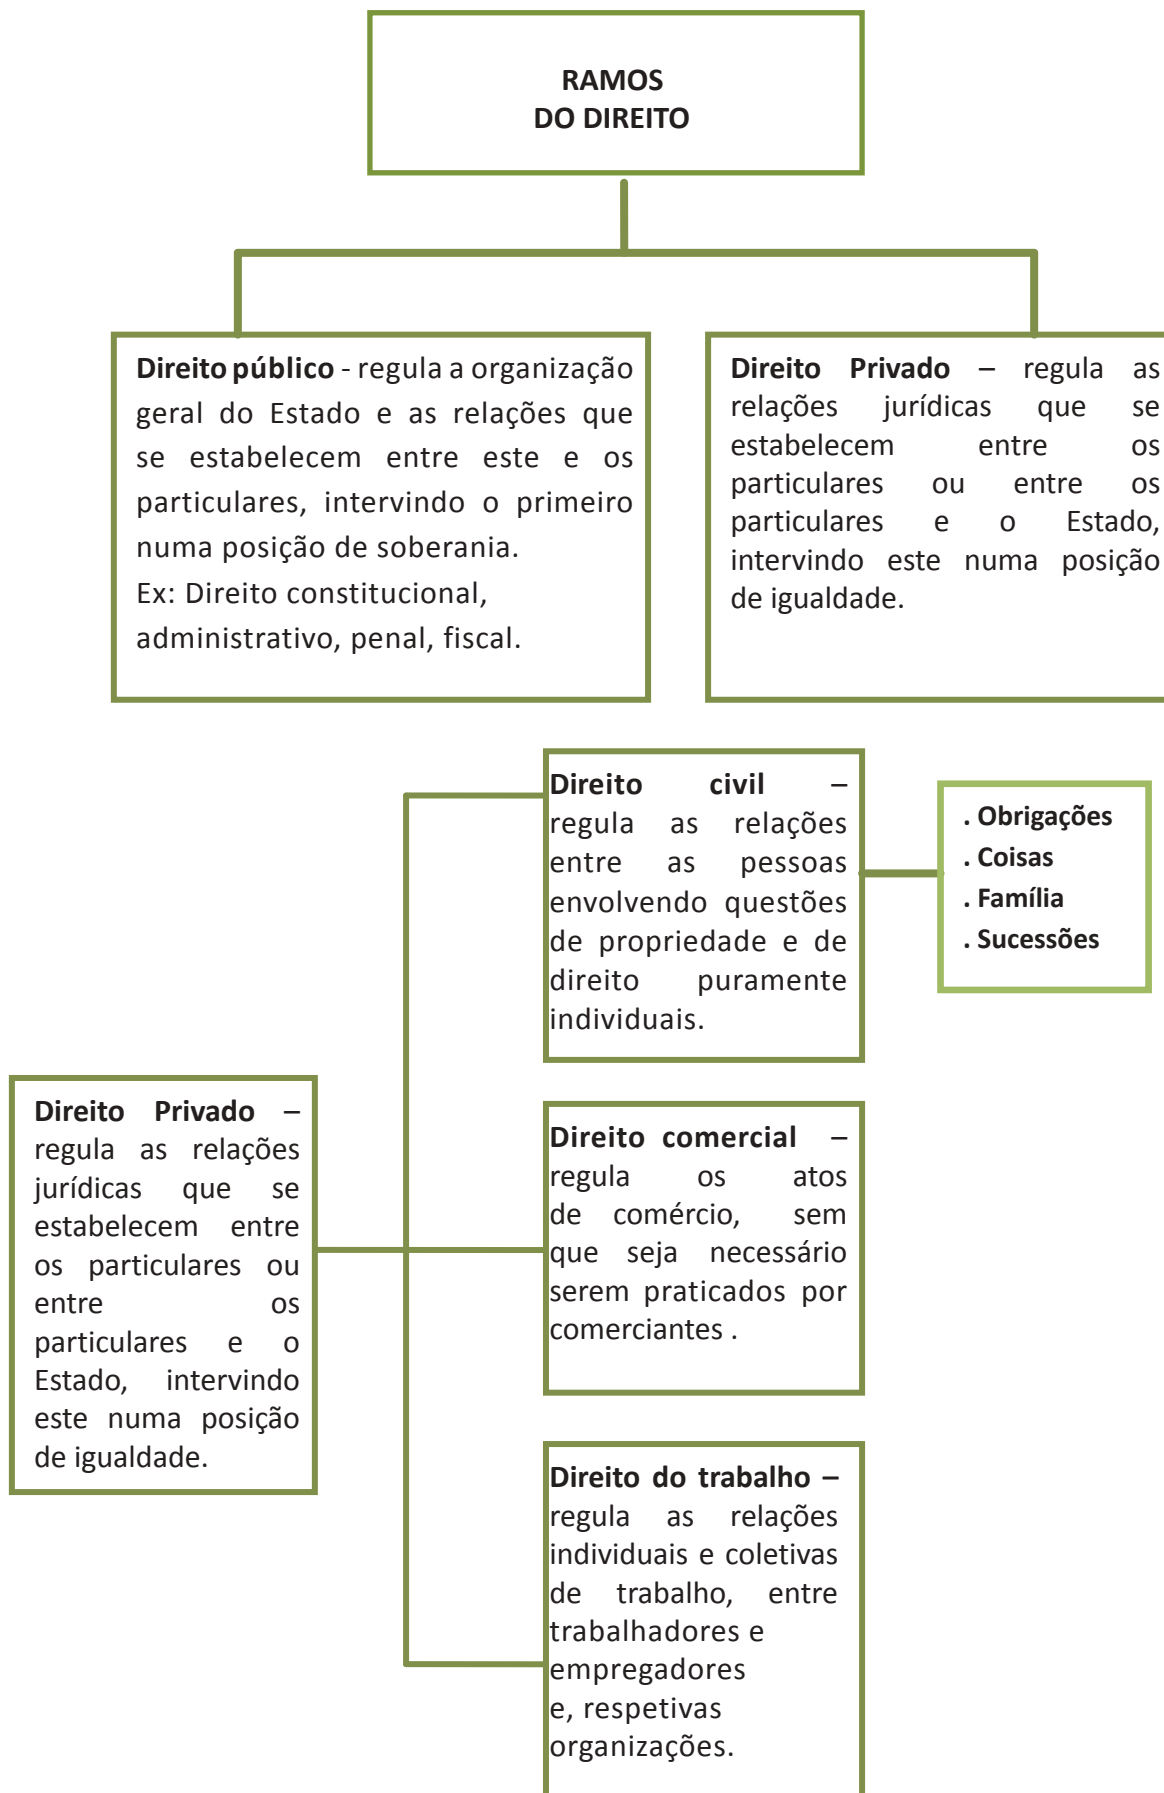 RAMOS
DO DIREITO
Direito público - regula a organização
geral do Estado e as relações que
se estabelecem entre este e os
particulares, intervindo o primeiro
numa posição de soberania.
Ex: Direito constitucional,
administrativo, penal, fiscal.
Direito Privado – regula as
relações jurídicas que se
estabelecem entre os
particulares ou entre os
particulares e o Estado,
intervindo este numa posição
de igualdade.
Direito civil –
regula as relações
entre as pessoas
envolvendo questões
de propriedade e de
direito puramente
individuais.
. Obrigações
. Coisas
. Família
. Sucessões
Direito Privado –
regula as relações
jurídicas que se
estabelecem entre
os particulares ou
entre os
particulares e o
Estado, intervindo
este numa posição
de igualdade.
Direito comercial –
regula os atos
de comércio, sem
que seja necessário
serem praticados por
comerciantes .
Direito do trabalho –
regula as relações
individuais e coletivas
de trabalho, entre
trabalhadores e
empregadores
e, respetivas
organizações.